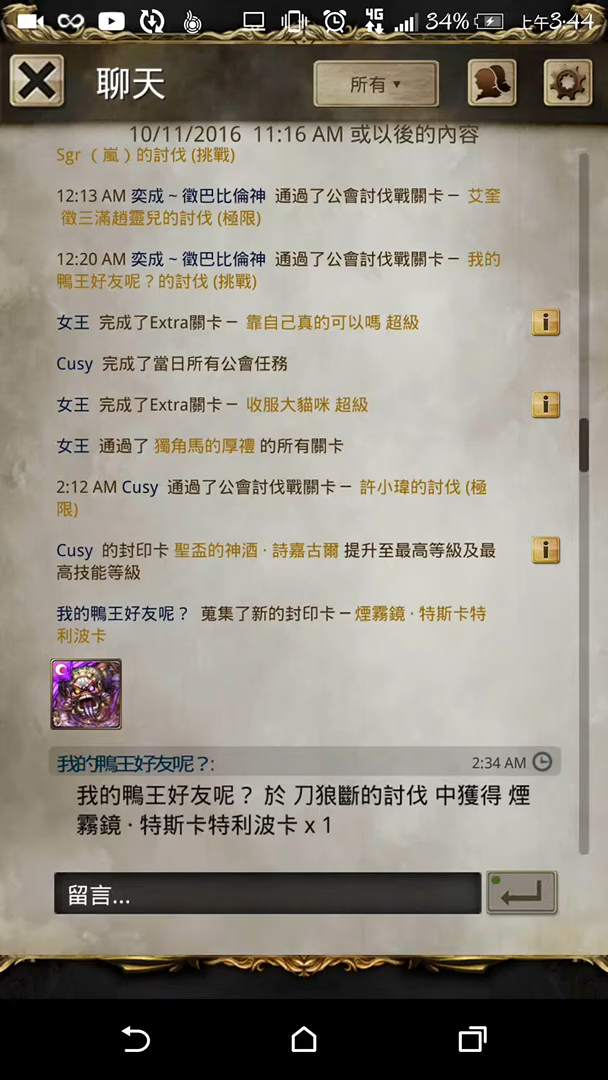 4G 34% 上午3:44
聊天 所有
10/11/2016 11:16 AM 或以後的內容
Sgr （嵐）的討伐 (挑戰)
12:13 AM 奕成 ~ 徵巴比倫神 通過了公會討伐戰關卡－ 艾奎
徵三滿趙靈兒的討伐 (極限)
12:20 AM 奕成 ~ 徵巴比倫神 通過了公會討伐戰關卡－ 我的
鴨王好友呢？的討伐 (挑戰)
女王 完成了Extra關卡－ 靠自己真的可以嗎 超級
Cusy 完成了當日所有公會任務
女王 完成了Extra關卡－ 收服大貓咪 超級
女王 通過了 獨角馬的厚禮 的所有關卡
2:12 AM Cusy 通過了公會討伐戰關卡－ 許小瑋的討伐 (極
限)
Cusy 的封印卡 聖盃的神酒 · 詩嘉古爾 提升至最高等級及最
高技能等級
我的鴨王好友呢？ 蒐集了新的封印卡－煙霧鏡 · 特斯卡特
利波卡
我的鴨王好友呢？: 2:34 AM
我的鴨王好友呢？ 於 刀狼斷的討伐 中獲得 煙
霧鏡 · 特斯卡特利波卡 x 1
留言...